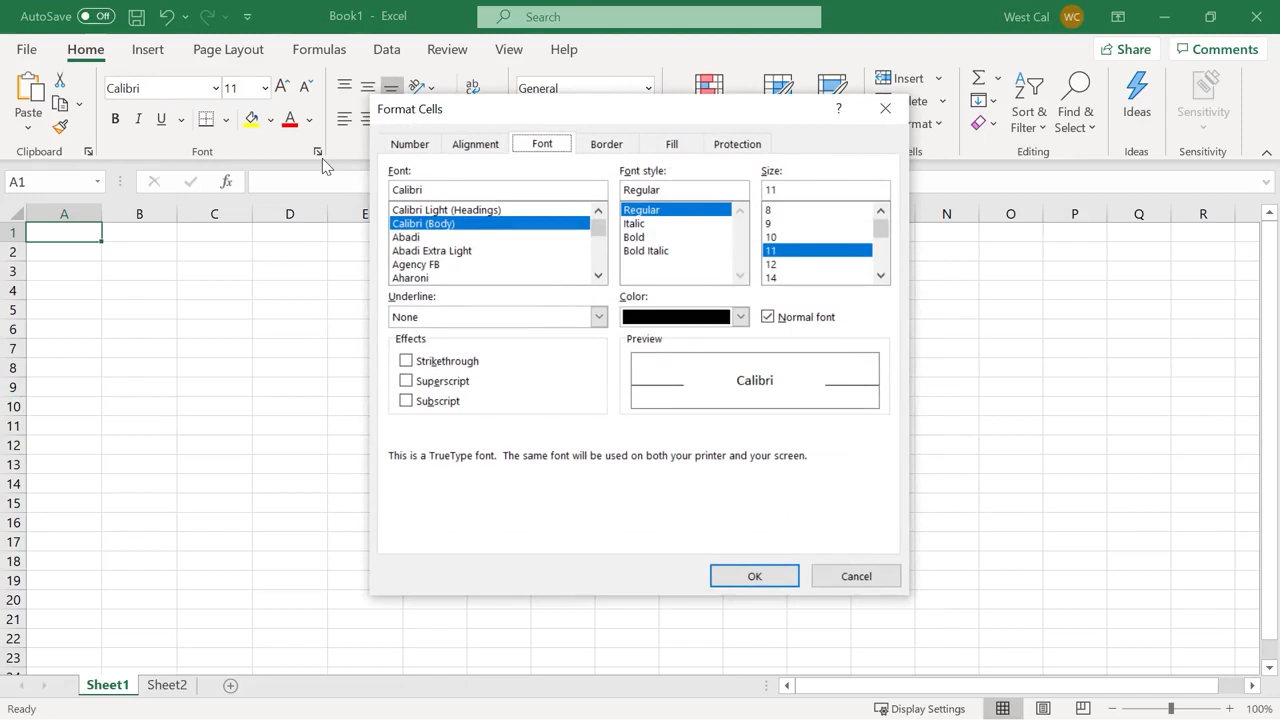 AutoSave Off Book1 - Excel Search West Cal WC
File Home Insert Page Layout Formulas Data Review View Help Share Comments
Calibri 11 General Insert
Paste Sort & Find & Ideas Sensitivity
Filter Select
Clipboard Font Editing Ideas Sensitivity
A1 fx
Format Cells ?
Number Alignment Font Border Fill Protection
Font: Font style: Size:
Calibri Regular 11
Calibri Light (Headings) Regular 8
Calibri (Body) Italic 9
Abadi Bold 10
Abadi Extra Light Bold Italic 11
Agency FB 12
Aharoni 14
Underline: Color:
None Normal font
Effects Preview
Strikethrough
Superscript Calibri
Subscript
This is a TrueType font. The same font will be used on both your printer and your screen.
OK Cancel
A B C D E N O P Q R
1
2
3
4
5
6
7
8
9
10
11
12
13
14
15
16
17
18
19
20
21
22
23
Sheet1 Sheet2
Ready Display Settings 100%